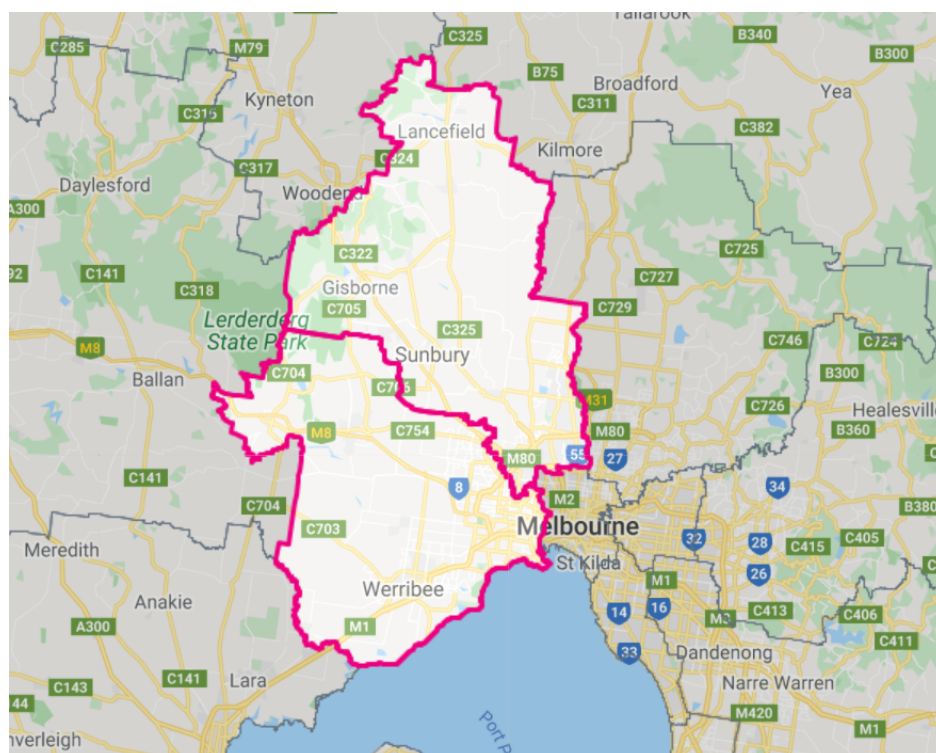 Tallarook
C285
M79
C325
B340
B300
B75
Kyneton
Broadford
Yea
C316
C311
Lancefield
C382
Kilmore
C324
C317
Daylesford
Woodend
A300
C322
C725
92
C141
C727
C318
Gisborne
C705
C729
Lerderderg
State Park
C325
M8
Sunbury
C746
C724
Ballan
C704
B300
C706
M31
C726
Healesville
M8
C754
M80
B360
M80
55
27
C141
8
34
C704
M2
B380
C703
Melbourne
32
Meredith
28
C415
C405
St Kilda
26
Werribee
M1
Anakie
14
16
C413
C406
A300
M1
M3
C411
33
Dandenong
Lara
C141
C143
Narre Warren
44
Port P
M420
M1
nverleigh